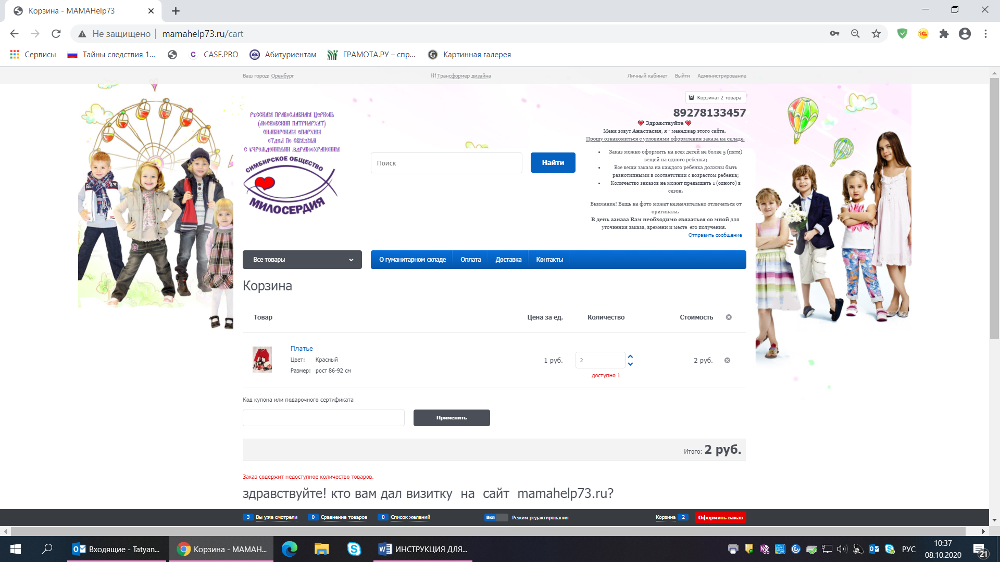 Корзина - MAMAHelp73
Не защищено | mamahelp73.ru/cart
Сервисы Тайны следствия 1... CASE.PRO Абитуриентам ГРАМОТА.РУ – спр... Картинная галерея
Ваш город: Оренбург Трансформер дизайна Личный кабинет Выйти Администрирование
Корзина: 2 товара
89278133457
Здравствуйте
Меня зовут Анастасия, я - менеджер этого сайта.
Прошу ознакомиться с условиями оформления заказа на складе.
• Заказ можно оформить на всех детей не более 5 (пяти)
вещей на одного ребенка;
• Все вещи заказа на каждого ребенка должны быть
разнотипными в соответствии с возрастом ребенка;
• Количество заказов не может превышать 1 (одного) в
сезон.
Внимание! Вещь на фото может незначительно отличаться от
оригинала.
В день заказа Вам необходимо связаться со мной для
уточнения заказа, времени и месте его получения.
Отправить сообщение
РУССКАЯ ПРАВОСЛАВНАЯ ЦЕРКОВЬ
(МОСКОВСКИЙ ПАТРИАРХАТ)
СИМБИРСКАЯ ЕПАРХИЯ
ОТДЕЛ ПО СВЯЗЯМ
С УЧРЕЖДЕНИЯМИ ЗДРАВООХРАНЕНИЯ
СИМБИРСКОЕ ОБЩЕСТВО
МИЛОСЕРДИЯ
Поиск Найти
Все товары О гуманитарном складе Оплата Доставка Контакты
Корзина
Товар Цена за ед. Количество Стоимость
Платье
Цвет: Красный
Размер: рост 86-92 см
1 руб. 2 2 руб.
доступно 1
Код купона или подарочного сертификата
Применить
Итого: 2 руб.
Заказ содержит недоступное количество товаров.
здравствуйте! кто вам дал визитку на сайт mamahelp73.ru?
3 Вы уже смотрели 0 Сравнение товаров 0 Список желаний Вкл Режим редактирования Корзина 2 Оформить заказ
Входящие - Tatyan... Корзина - MAMAH... ИНСТРУКЦИЯ ДЛЯ... РУС 10:37
08.10.2020 21